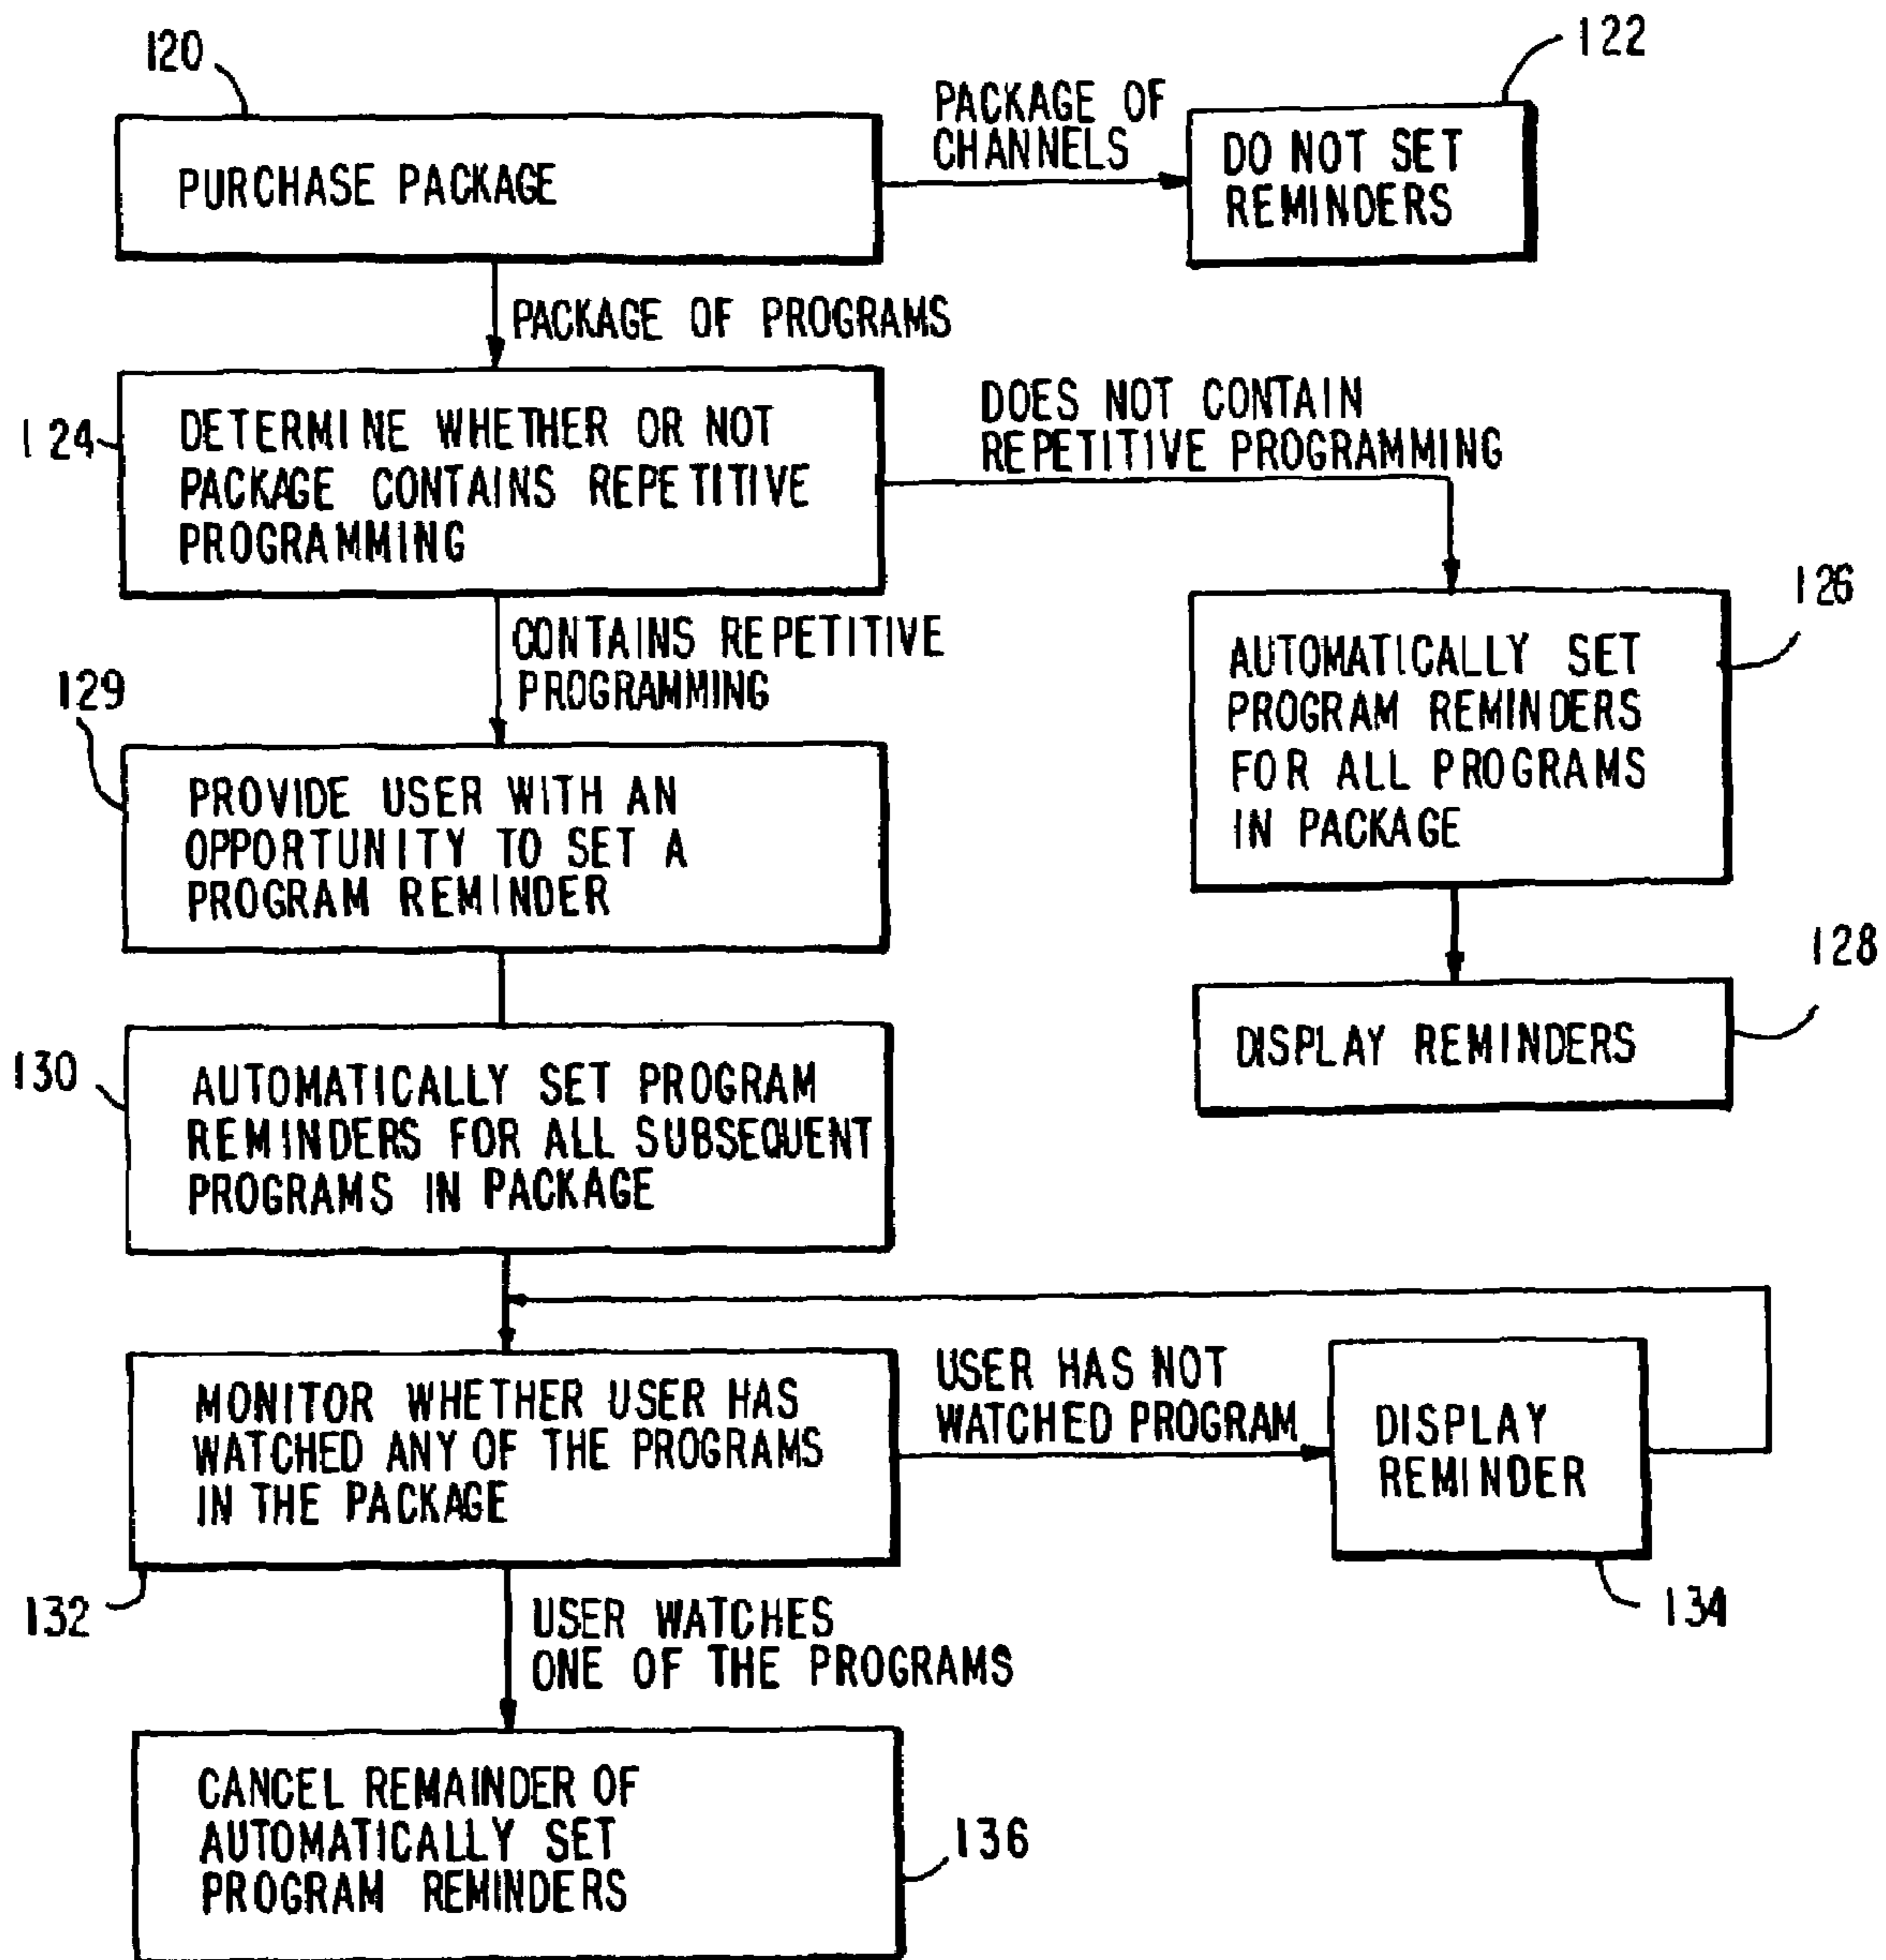 120
122
PURCHASE PACKAGE
PACKAGE OF
CHANNELS
DO NOT SET
REMINDERS
PACKAGE OF PROGRAMS
124
DETERMINE WHETHER OR NOT
PACKAGE CONTAINS REPETITIVE
PROGRAMMING
DOES NOT CONTAIN
REPETITIVE PROGRAMMING
126
AUTOMATICALLY SET
PROGRAM REMINDERS
FOR ALL PROGRAMS
IN PACKAGE
CONTAINS REPETITIVE
PROGRAMMING
129
PROVIDE USER WITH AN
OPPORTUNITY TO SET A
PROGRAM REMINDER
128
DISPLAY REMINDERS
130
AUTOMATICALLY SET PROGRAM
REMINDERS FOR ALL SUBSEQUENT
PROGRAMS IN PACKAGE
MONITOR WHETHER USER HAS
WATCHED ANY OF THE PROGRAMS
IN THE PACKAGE
132
USER HAS NOT
WATCHED PROGRAM
DISPLAY
REMINDER
134
USER WATCHES
ONE OF THE PROGRAMS
CANCEL REMAINDER OF
AUTOMATICALLY SET
PROGRAM REMINDERS
136